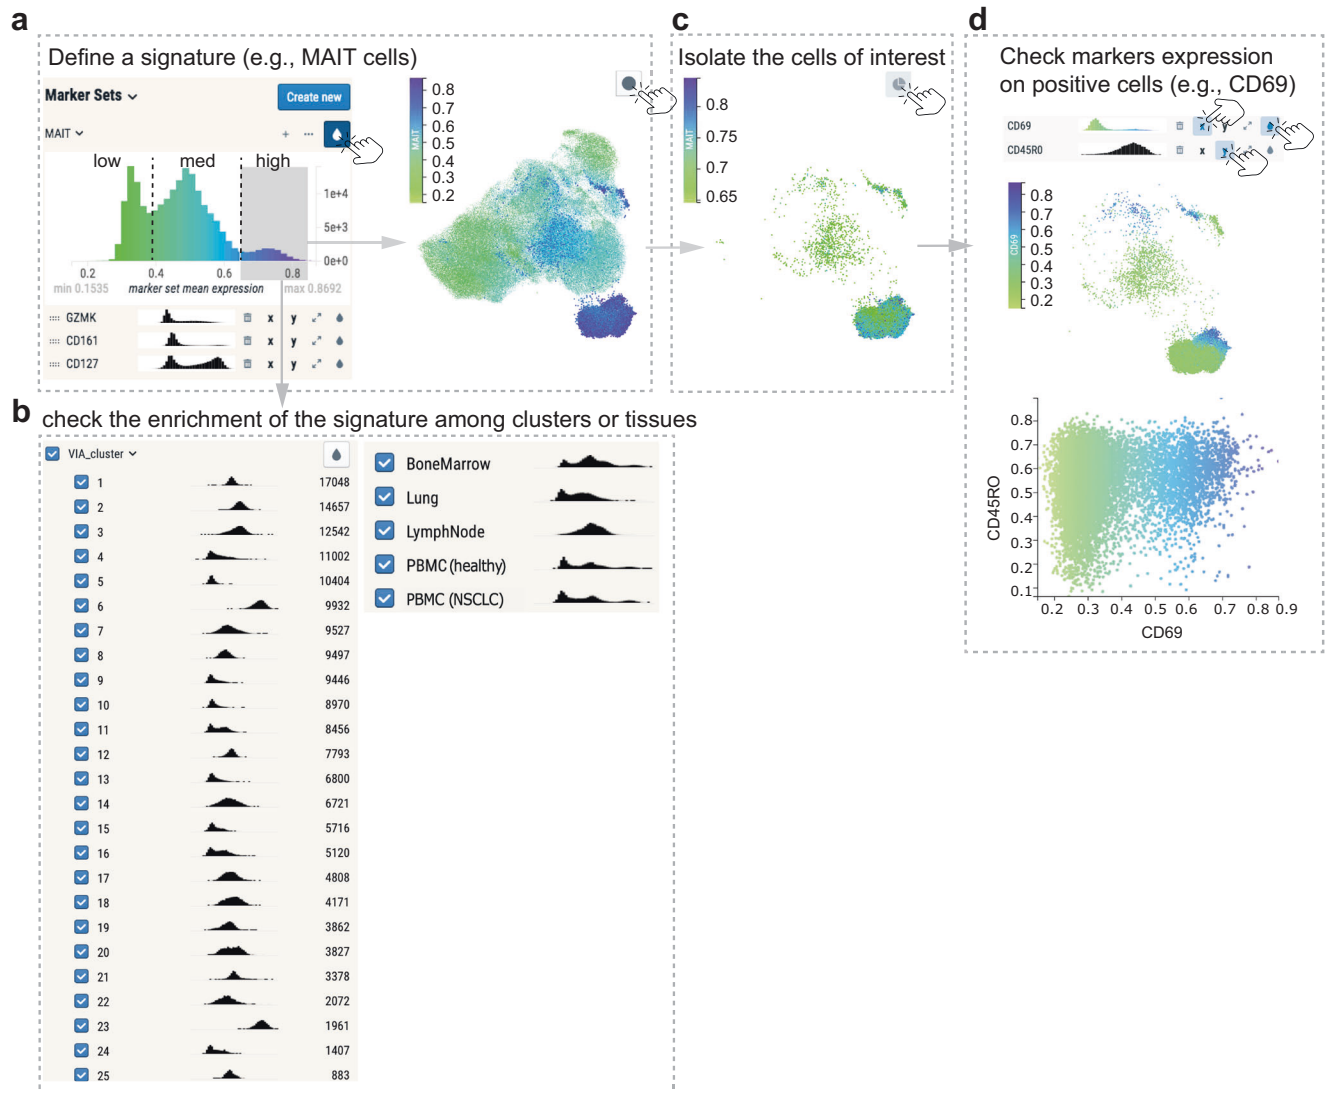 a
Define a signature (e.g., MAIT cells)
Marker Sets
Create new
MAIT
+ ...
low med high
1e+4
5e+3
0e+0
0.2 0.4 0.6 0.8
min 0.1535 marker set mean expression max 0.8692
GZMK x y
CD161 x y
CD127 x y
0.8
0.7
0.6
0.5
0.4
0.3
0.2
MAIT
c
Isolate the cells of interest
0.8
0.75
0.7
0.65
MAIT
d
Check markers expression
on positive cells (e.g., CD69)
CD69 x y
CD45R0 x y
0.8
0.7
0.6
0.5
0.4
0.3
0.2
CD69
0.8
0.7
0.6
0.5
0.4
0.3
0.2
0.1
CD45RO
0.2 0.3 0.4 0.5 0.6 0.7 0.8 0.9
CD69
b
check the enrichment of the signature among clusters or tissues
VIA_cluster
1 17048
2 14657
3 12542
4 11002
5 10404
6 9932
7 9527
8 9497
9 9446
10 8970
11 8456
12 7793
13 6800
14 6721
15 5716
16 5120
17 4808
18 4171
19 3862
20 3827
21 3378
22 2072
23 1961
24 1407
25 883
BoneMarrow
Lung
LymphNode
PBMC (healthy)
PBMC (NSCLC)